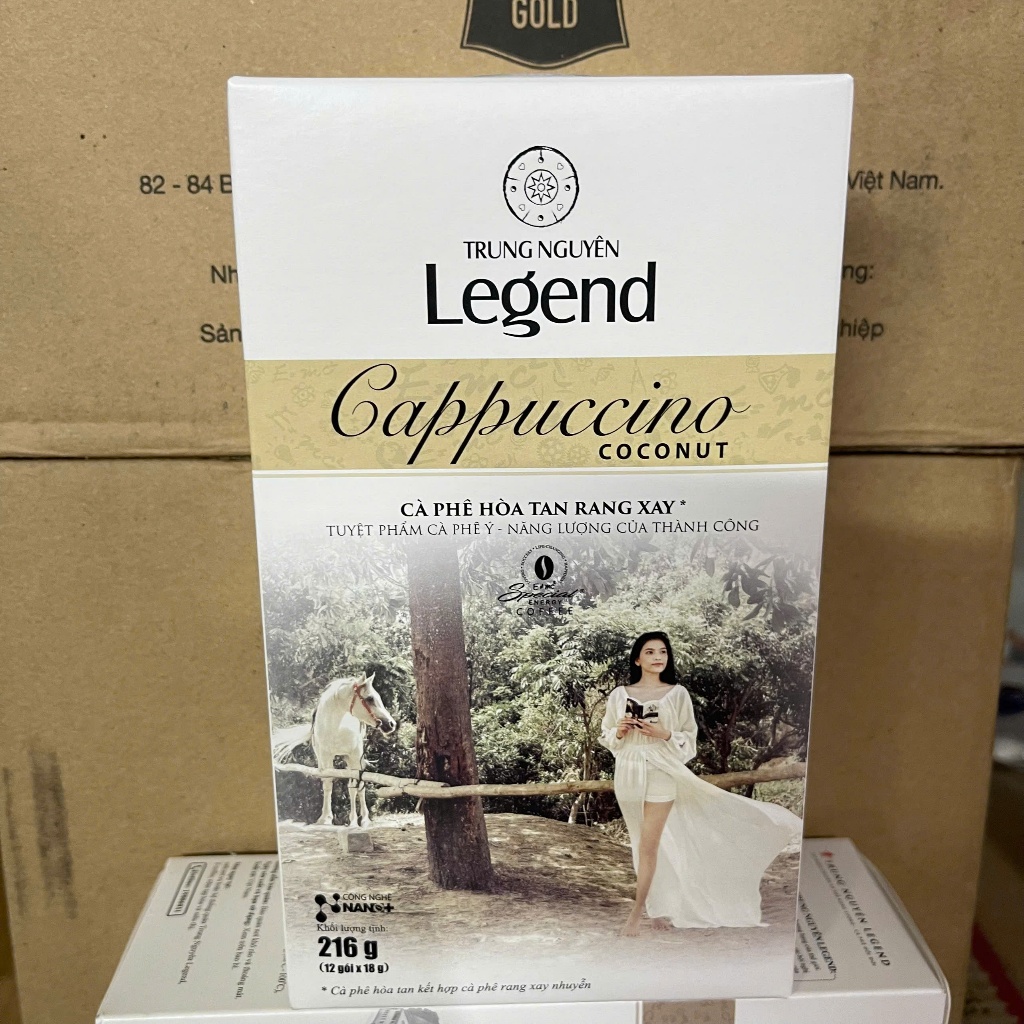 GOLD
82 - 84 B
Việt Nam.
Nh
ng:
Sản
hiệp
TRUNG NGUYÊN
Legend
Cappuccino
COCONUT
CÀ PHÊ HÒA TAN RANG XAY *
TUYỆT PHẨM CÀ PHÊ Ý - NĂNG LƯỢNG CỦA THÀNH CÔNG
Special
ENERGY
COFFEE
CÔNG NGHỆ
NANO+
Khối lượng tịnh
216 g
(12 gói x 18 g)
* Cà phê hòa tan kết hợp cà phê rang xay nhuyễn
TRUNG NGUYÊN LEGEND